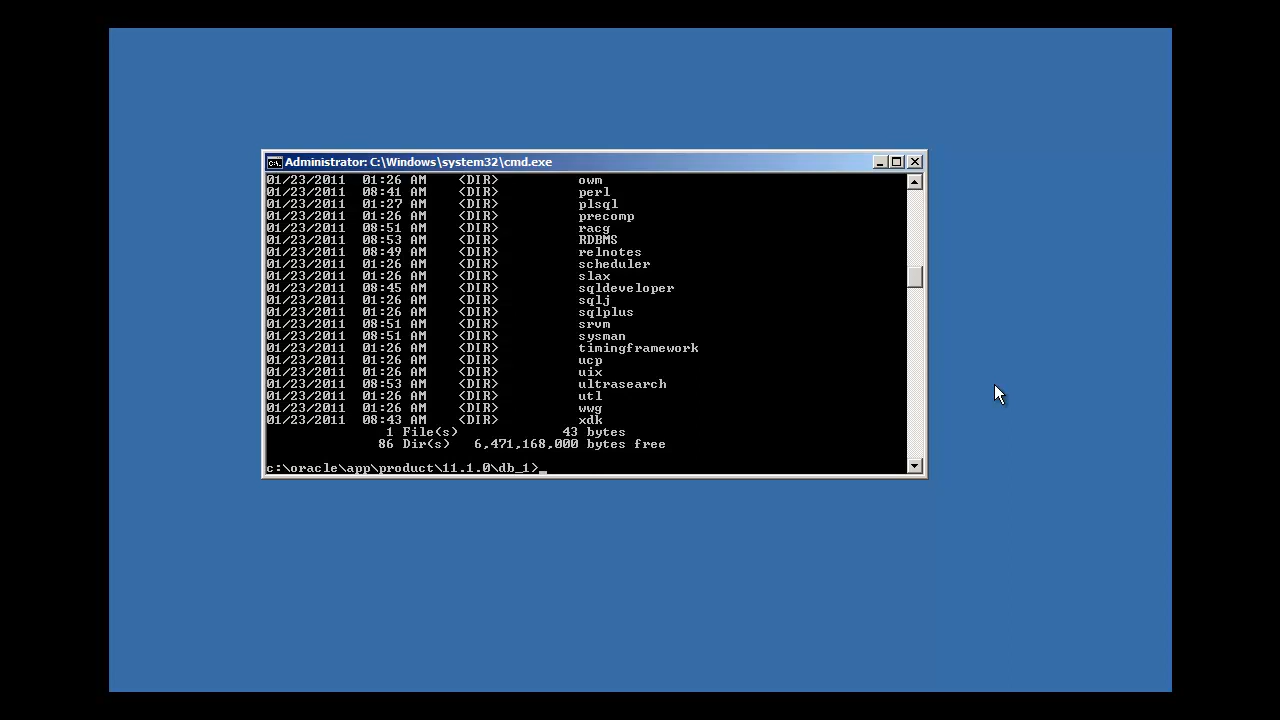 Administrator: C:\Windows\system32\cmd.exe
01/23/2011  01:26 AM    <DIR>          owm
01/23/2011  08:41 AM    <DIR>          perl
01/23/2011  01:27 AM    <DIR>          plsql
01/23/2011  01:26 AM    <DIR>          precomp
01/23/2011  08:51 AM    <DIR>          racg
01/23/2011  08:53 AM    <DIR>          RDBMS
01/23/2011  08:49 AM    <DIR>          relnotes
01/23/2011  01:26 AM    <DIR>          scheduler
01/23/2011  01:26 AM    <DIR>          slax
01/23/2011  08:45 AM    <DIR>          sqldeveloper
01/23/2011  01:26 AM    <DIR>          sqlj
01/23/2011  01:26 AM    <DIR>          sqlplus
01/23/2011  08:51 AM    <DIR>          srvm
01/23/2011  08:51 AM    <DIR>          sysman
01/23/2011  01:26 AM    <DIR>          timingframework
01/23/2011  01:26 AM    <DIR>          ucp
01/23/2011  01:26 AM    <DIR>          uix
01/23/2011  08:53 AM    <DIR>          ultrasearch
01/23/2011  01:26 AM    <DIR>          utl
01/23/2011  01:26 AM    <DIR>          wwg
01/23/2011  08:43 AM    <DIR>          xdk
1 File(s)             43 bytes
86 Dir(s)   6,471,168,000 bytes free
c:\oracle\app\product\11.1.0\db_1>_